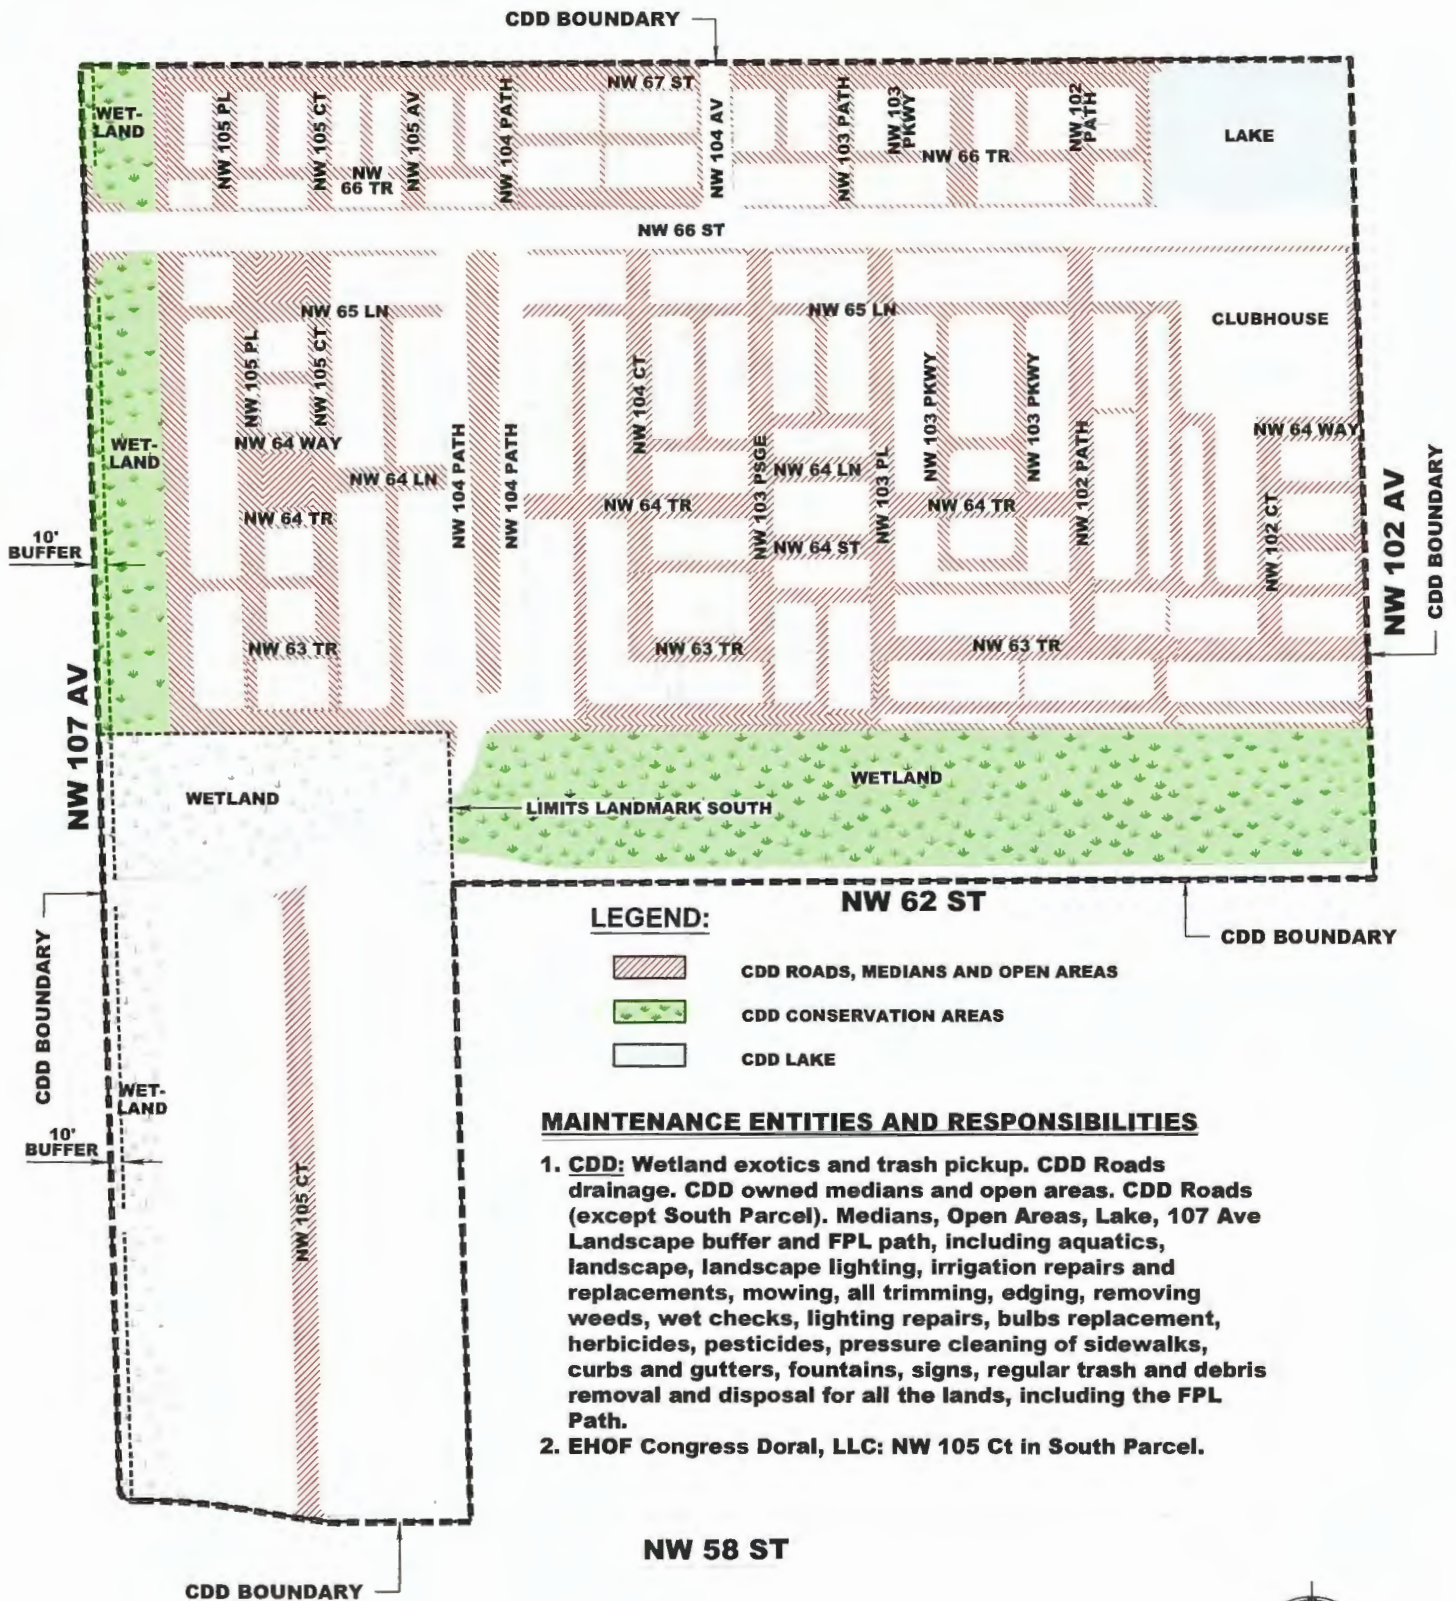 CDD BOUNDARY
NW 67 ST
WET-
LAND
NW 105 PL
NW 105 CT
NW
66 TR
NW 105 AV
NW 104 PATH
NW 104 AV
NW 103 PATH
NW 103
PKWY
NW 66 TR
NW 102
PATH
LAKE
NW 66 ST
NW 65 LN
NW 65 LN
CLUBHOUSE
NW 105 PL
NW 105 CT
NW 104 CT
NW 103 PKWY
NW 103 PKWY
WET-
LAND
NW 64 WAY
NW 64 WAY
NW 64 LN
NW 104 PATH
NW 104 PATH
NW 103 PSGE
NW 64 LN
NW 103 PL
NW 102 PATH
NW 64 TR
NW 64 TR
NW 64 TR
NW 64 ST
NW 102 CT
NW 102 AV
CDD BOUNDARY
10'
BUFFER
NW 63 TR
NW 63 TR
NW 63 TR
NW 107 AV
WETLAND
WETLAND
LIMITS LANDMARK SOUTH
NW 62 ST
CDD BOUNDARY
CDD BOUNDARY
LEGEND:
CDD ROADS, MEDIANS AND OPEN AREAS
CDD CONSERVATION AREAS
CDD LAKE
WET-
LAND
10'
BUFFER
NW 105 CT
MAINTENANCE ENTITIES AND RESPONSIBILITIES
1. CDD: Wetland exotics and trash pickup. CDD Roads
drainage. CDD owned medians and open areas. CDD Roads
(except South Parcel). Medians, Open Areas, Lake, 107 Ave
Landscape buffer and FPL path, including aquatics,
landscape, landscape lighting, irrigation repairs and
replacements, mowing, all trimming, edging, removing
weeds, wet checks, lighting repairs, bulbs replacement,
herbicides, pesticides, pressure cleaning of sidewalks,
curbs and gutters, fountains, signs, regular trash and debris
removal and disposal for all the lands, including the FPL
Path.
2. EHOF Congress Doral, LLC: NW 105 Ct in South Parcel.
NW 58 ST
CDD BOUNDARY